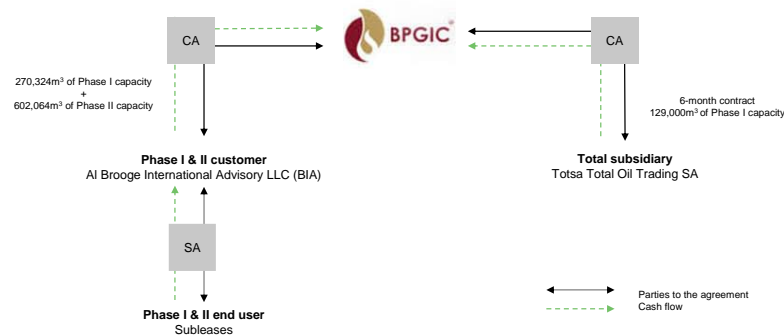 CA
BPGIC
CA
270,324m³ of Phase I capacity
+
602,064m³ of Phase II capacity
6-month contract
129,000m³ of Phase I capacity
Phase I & II customer
Al Brooge International Advisory LLC (BIA)
Total subsidiary
Totsa Total Oil Trading SA
SA
Phase I & II end user
Subleases
Parties to the agreement
Cash flow